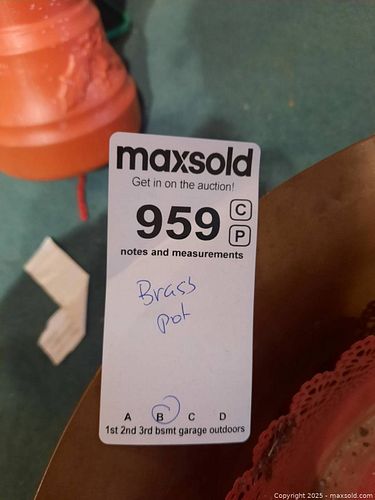 maxsold
Get in on the auction!
959 C
P
notes and measurements
Brass
pot
A B C D
1st 2nd 3rd bsmt garage outdoors
Copyright 2025 - maxsold.com